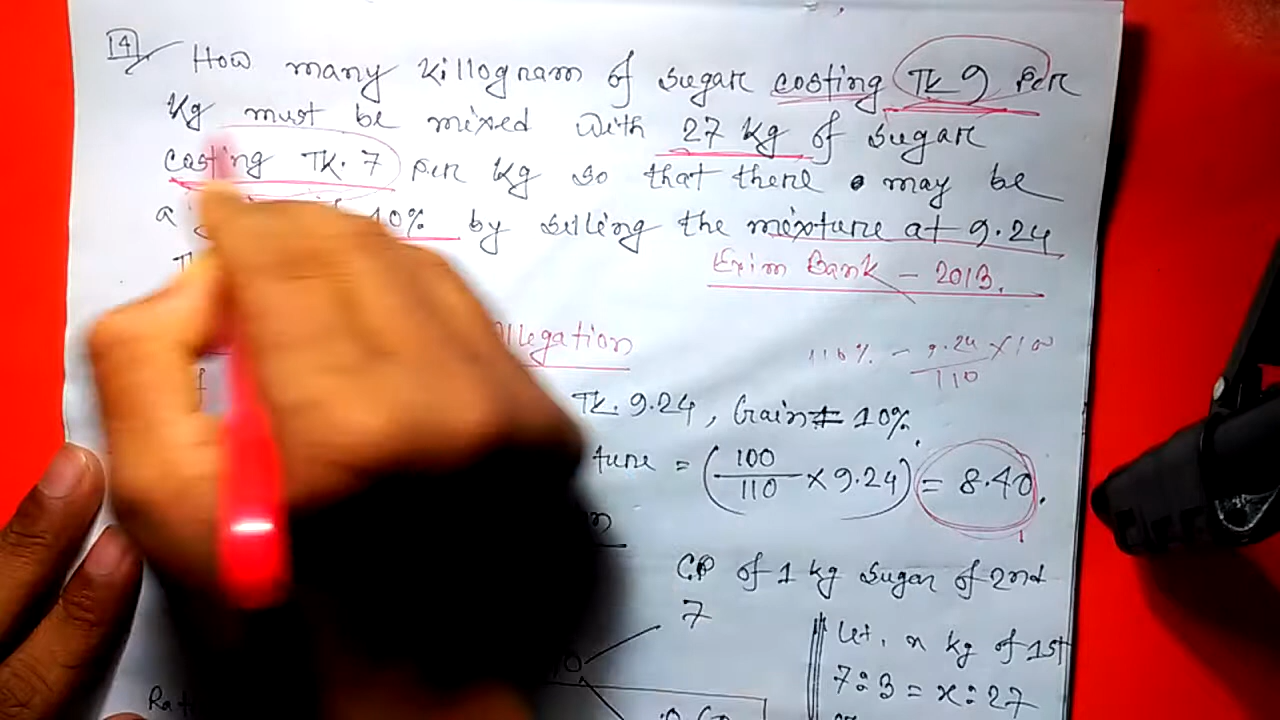 14
How many Killogram of sugar costing TK 9 per
Kg must be mixed with 27 Kg of sugar
costing TK. 7 per Kg so that there may be
a 10% by selling the mixture at 9.24
Exim Bank - 2013.
llegation
110% - 9.24 × 100
110
TK. 9.24, Gain = 10%.
ture = (100/110 × 9.24) = 8.40.
CP of 1 kg sugar of 2nd
7
Let, x kg of 1st
7:3 = x:27